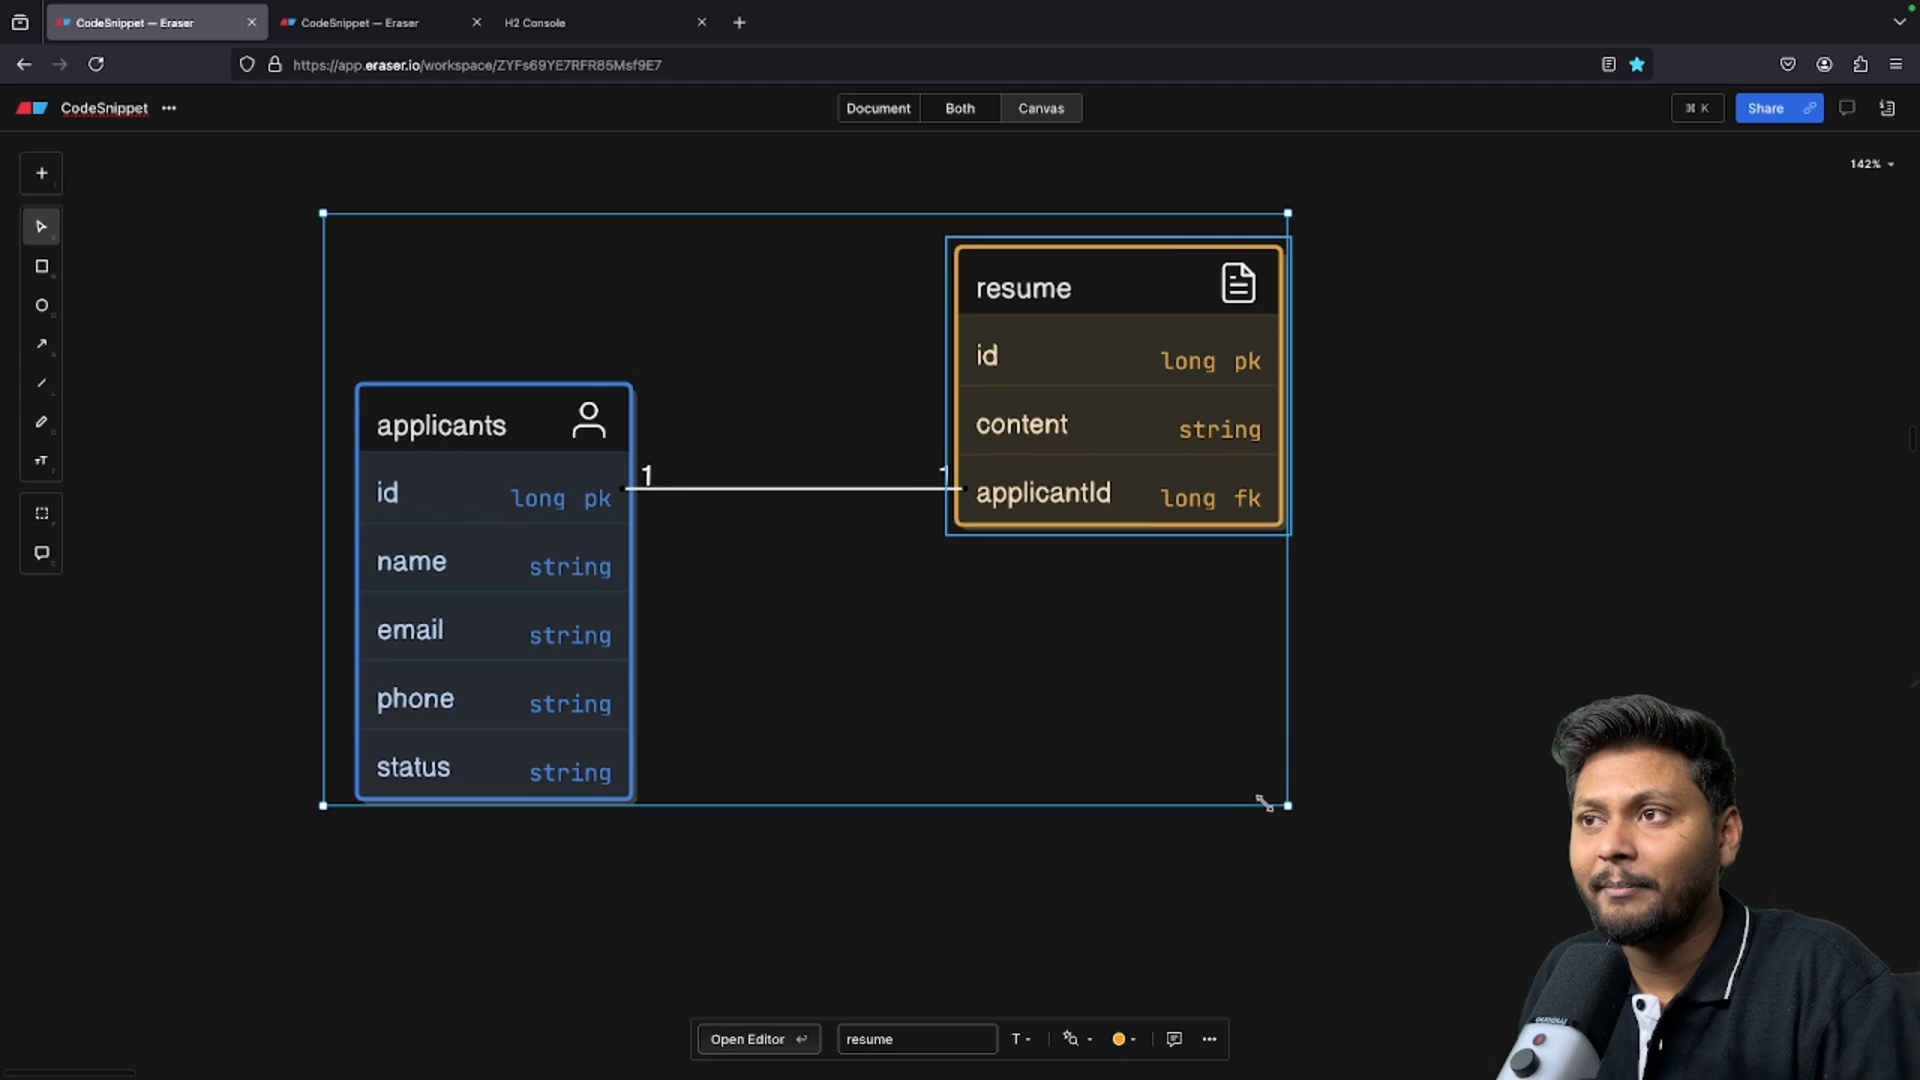 CodeSnippet — Eraser
CodeSnippet — Eraser
H2 Console
https://app.eraser.io/workspace/ZYFs69YE7RFR85Msf9E7
CodeSnippet
Document
Both
Canvas
⌘ K
Share
142%
resume
id long pk
content string
applicantId long fk
applicants
id long pk
name string
email string
phone string
status string
1
1
Open Editor
resume
T